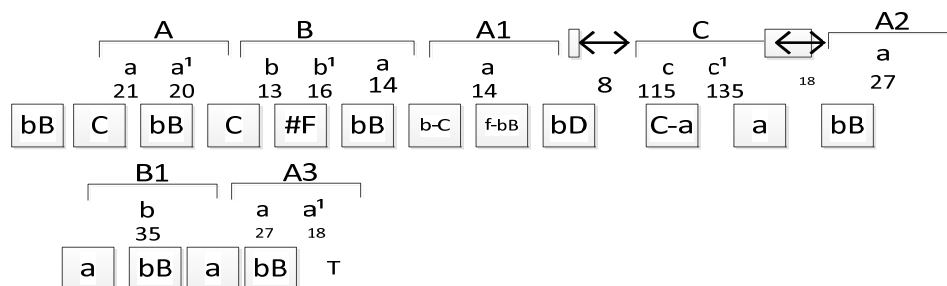 A B A1 C A2
a a¹ b b¹ a a c c¹ a
21 20 13 16 14 14 8 115 135 18 27
bB C bB C #F bB b-C f-bB bD C-a a bB
B1 A3
b a a¹
35 27 18
a bB a bB T